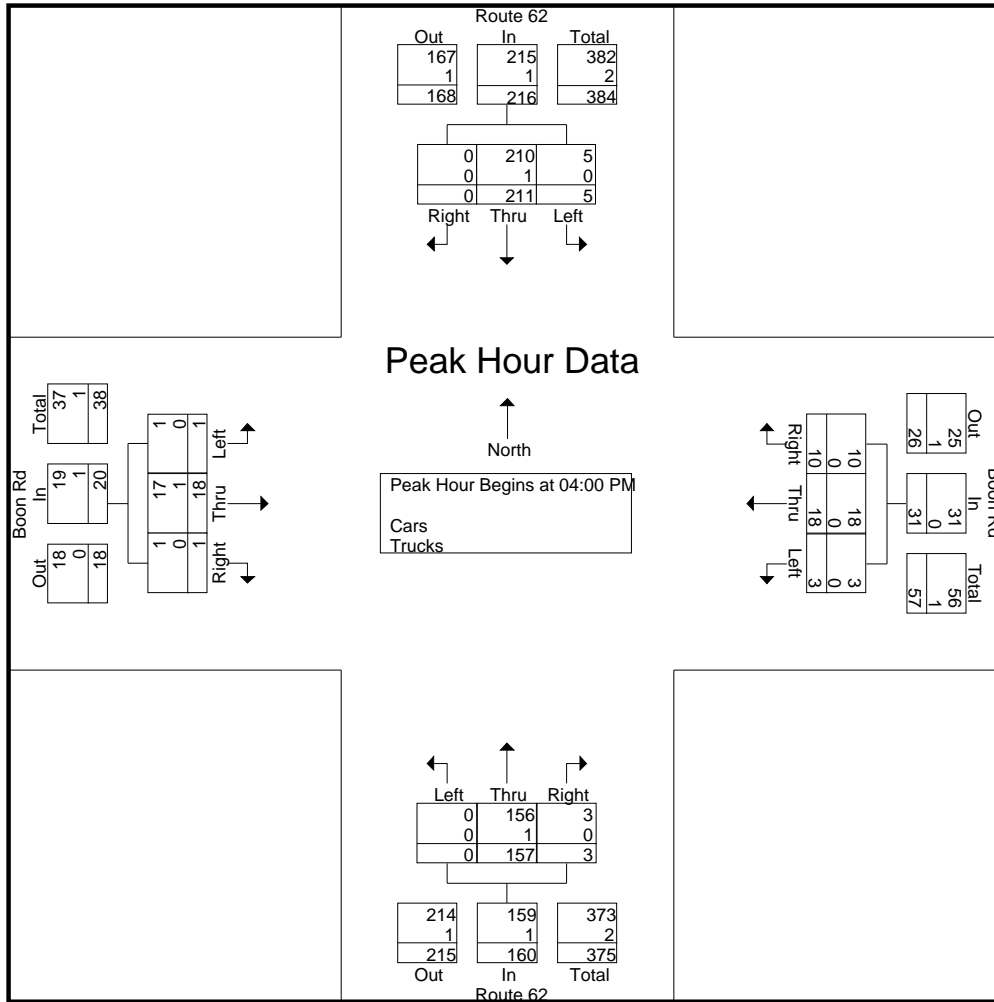 Route 62
Out In Total
167 215 382
1 1 2
168 216 384
0 210 5
0 1 0
0 211 5
Right Thru Left
Peak Hour Data
North
Peak Hour Begins at 04:00 PM
Cars
Trucks
Boon Rd
Out In Total
18 19 37
0 1 1
18 20 38
Right Thru Left
1 17 1
0 1 0
1 18 1
Boon Rd
Out In Total
25 31 56
1 0 1
26 31 57
Right Thru Left
10 18 3
0 0 0
10 18 3
Left Thru Right
0 156 3
0 1 0
0 157 3
214 159 373
1 1 2
215 160 375
Out In Total
Route 62